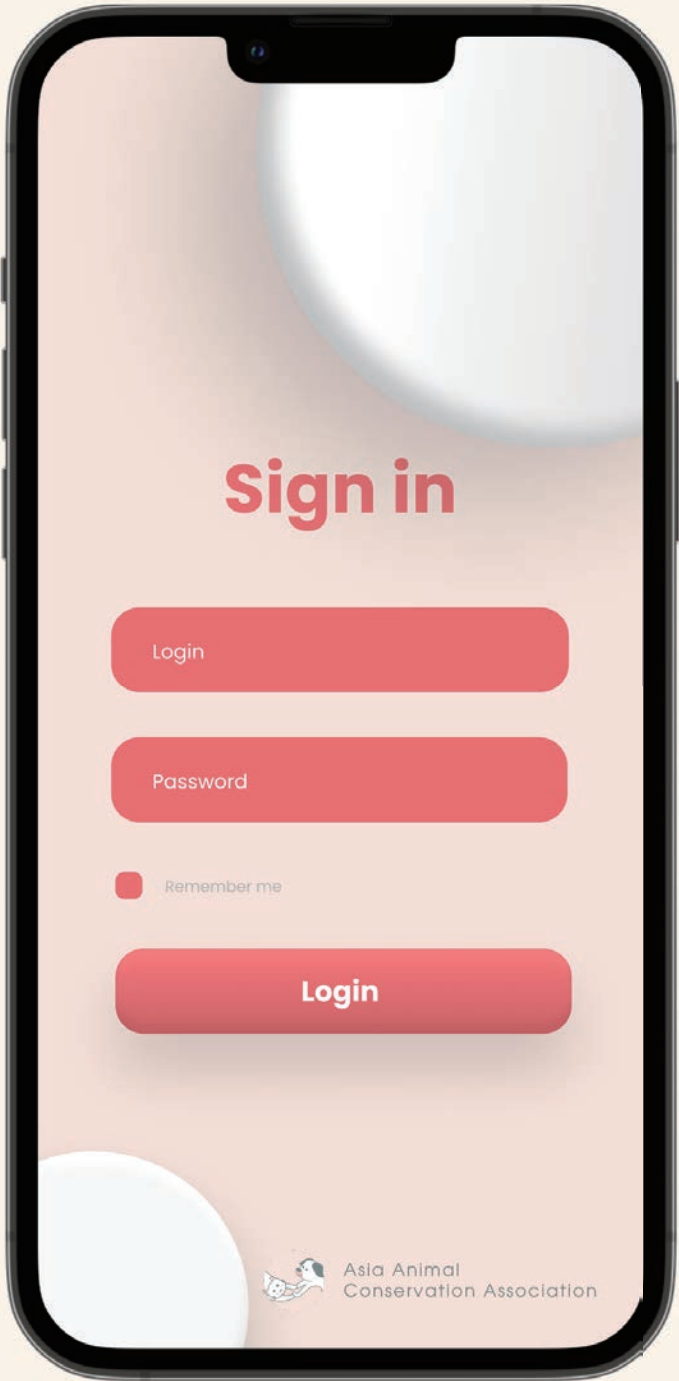 Sign in
Login
Password
Remember me
Login
Asia Animal
Conservation Association